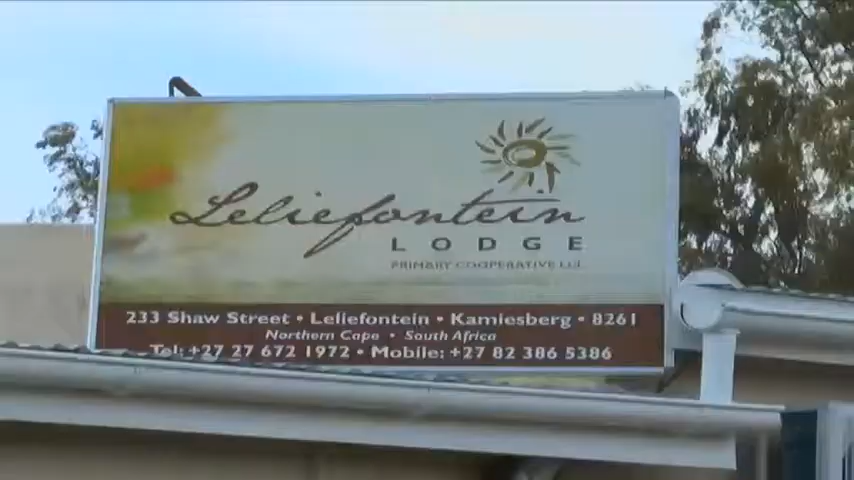 Leliefontein
LODGE
PRIMARY COOPERATIVE LTD
233 Shaw Street • Leliefontein • Kamiesberg • 8261
Northern Cape • South Africa
Tel: +27 27 672 1972 • Mobile: +27 82 386 5386